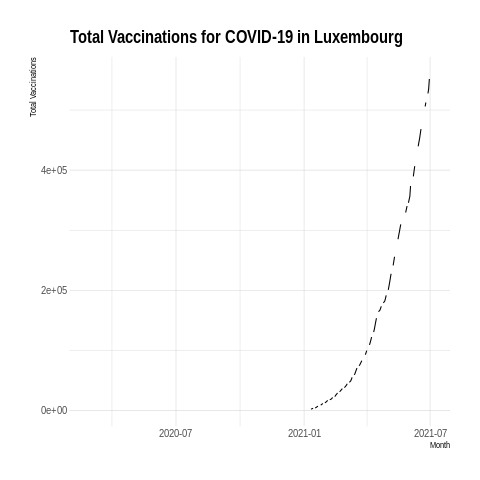 Total Vaccinations for COVID-19 in Luxembourg
Total Vaccinations
4e+05
2e+05
0e+00
2020-07
2021-01
2021-07
Month